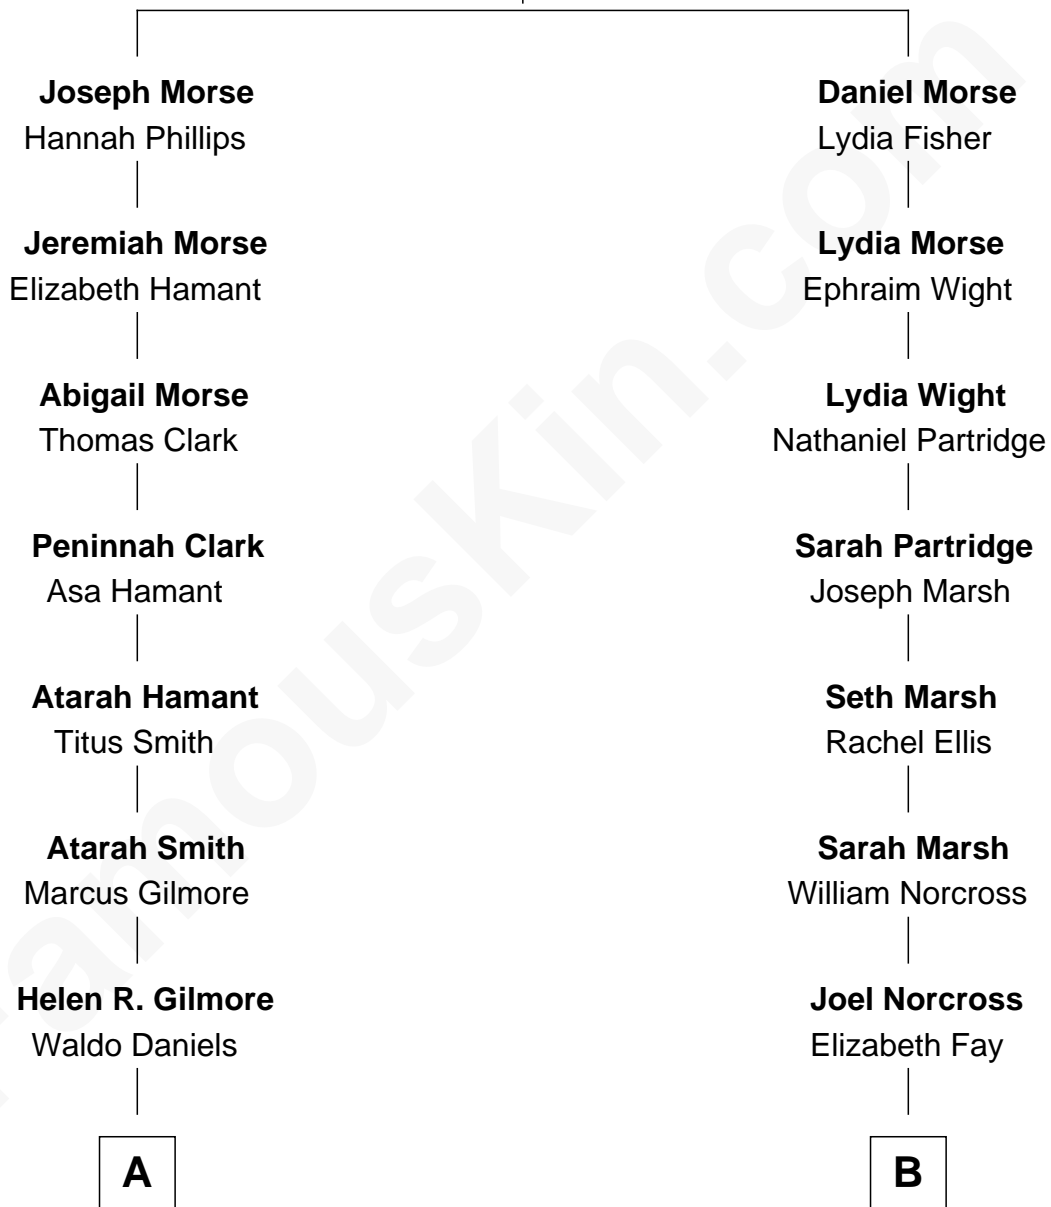 Joseph Morse
Hannah Phillips
Daniel Morse
Lydia Fisher
Jeremiah Morse
Elizabeth Hamant
Lydia Morse
Ephraim Wight
Abigail Morse
Thomas Clark
Lydia Wight
Nathaniel Partridge
Peninnah Clark
Asa Hamant
Sarah Partridge
Joseph Marsh
Atarah Hamant
Titus Smith
Seth Marsh
Rachel Ellis
Atarah Smith
Marcus Gilmore
Sarah Marsh
William Norcross
Helen R. Gilmore
Waldo Daniels
Joel Norcross
Elizabeth Fay
A
B
FamousKin.com